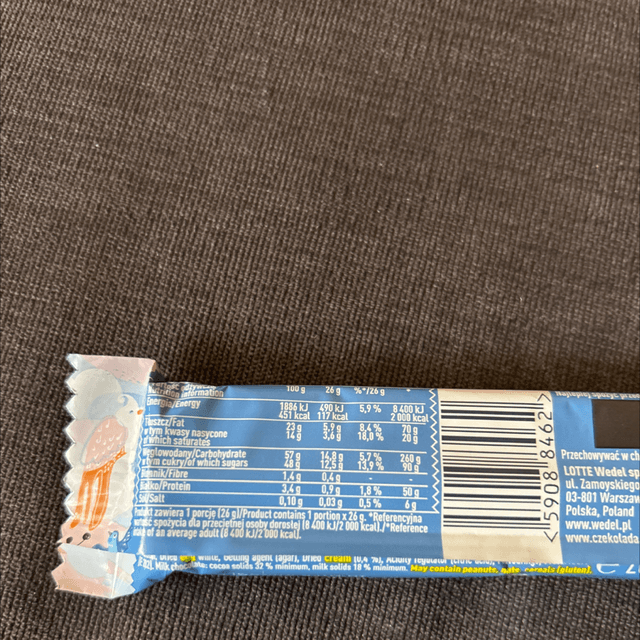 Nutrition Information 100 g 26 g %*/26 g
Energia/Energy 1886 kJ 490 kJ 5,9 % 8 400 kJ
451 kcal 117 kcal 2 000 kcal
Tłuszcz/Fat 23 g 5,9 g 8,4 % 70 g
w tym kwasy nasycone 14 g 3,6 g 18,0 % 20 g
of which saturates
Węglowodany/Carbohydrate 57 g 14,8 g 5,7 % 260 g
w tym cukry/of which sugars 48 g 12,5 g 13,9 % 90 g
Błonnik/Fibre 1,4 g 0,4 g - -
Białko/Protein 3,4 g 0,9 g 1,8 % 50 g
Sól/Salt 0,10 g 0,03 g 0,5 % 6 g
Produkt zawiera 1 porcję (26 g)/Product contains 1 portion x 26 g. *Referencyjna
wartość spożycia dla przeciętnej osoby dorosłej (8 400 kJ/2 000 kcal)./*Reference
of an average adult (8 400 kJ/2 000 kcal).
white, gelling agent (agar), Dried cream (0,4 %), Acidity regulator
Milk chocolate: cocoa solids 32 % minimum, milk solids 18 % minimum. May contain peanuts, nuts, cereals (gluten).
<5908 8462>
Przechowywać w
LOTTE Wedel sp
ul. Zamoyskiego
03-801 Warszaw
Polska, Poland
www.wedel.pl
www.czekolada